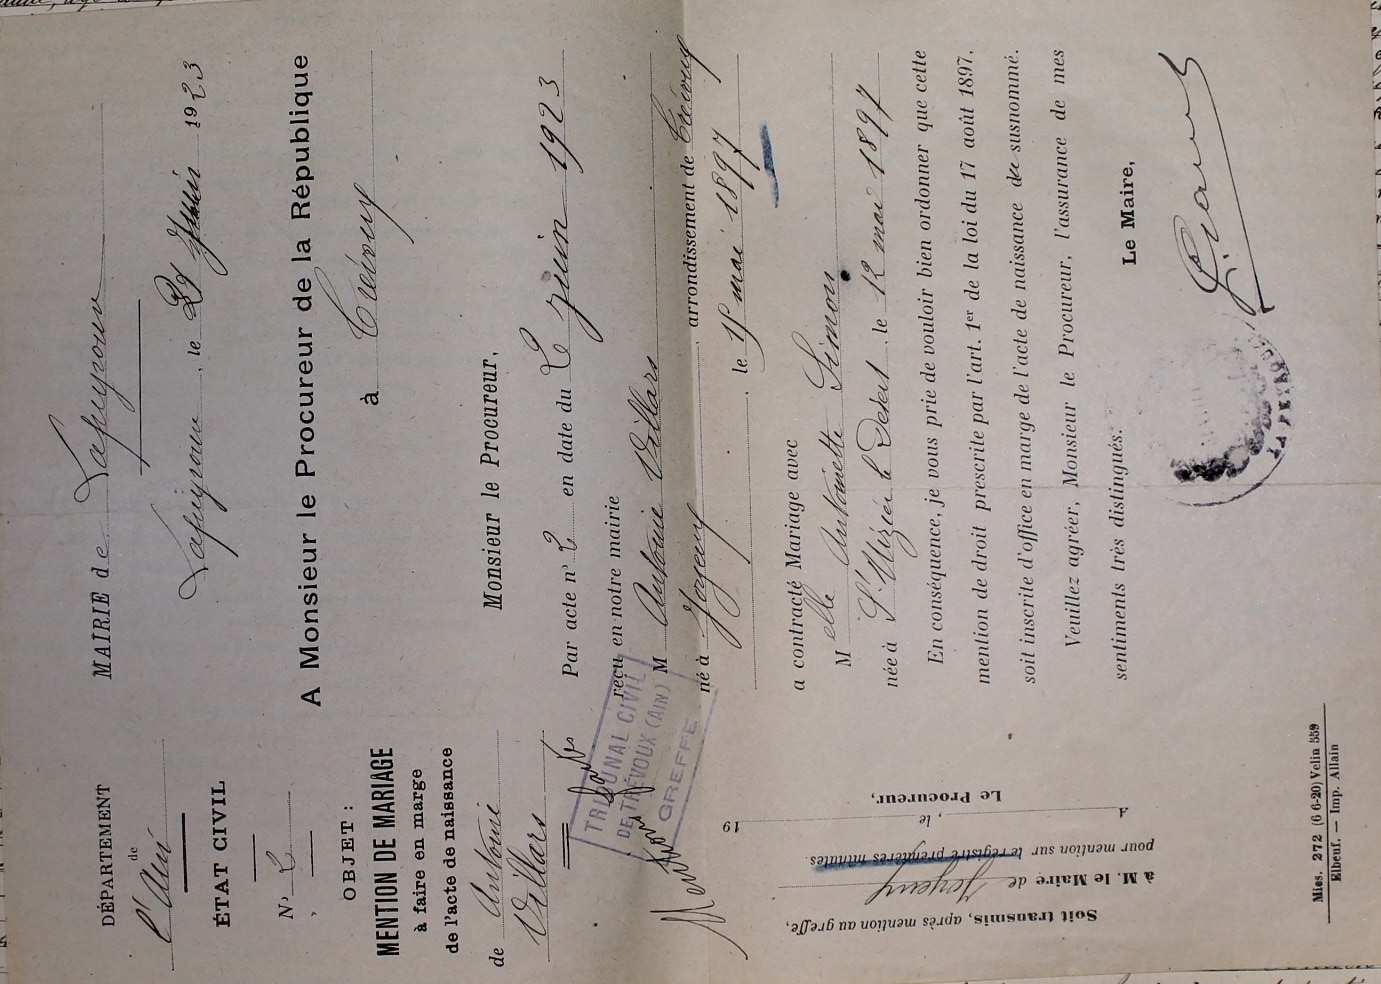 DÉPARTEMENT
de
l'Ain
ÉTAT CIVIL
N° 2
OBJET :
MENTION DE MARIAGE
à faire en marge
de l'acte de naissance
de Antoine
Villars
MAIRIE de Lapeyrouse
Lapeyrouse, le 29 Juin 1923
A Monsieur le Procureur de la République
à Trévoux
Monsieur le Procureur,
Par acte n° 2 en date du 2 juin 1923
reçu en notre mairie
M Antoine Villars
né à Joyeux, arrondissement de Trévoux
, le 15 mai 1897
a contracté Mariage avec
M elle Antoinette Simon
née à St Nizier le Désert, le 12 mai 1897
En conséquence, je vous prie de vouloir bien ordonner que cette
mention de droit prescrite par l'art. 1er de la loi du 17 août 1897,
soit inscrite d'office en marge de l'acte de naissance du susnommé.
Veuillez agréer, Monsieur le Procureur, l'assurance de mes
sentiments très distingués.
Le Maire,
TRIBUNAL CIVIL
DE TRÉVOUX (AIN)
GREFFE
Mention faite
Soit transmis, après mention au greffe,
à M. le Maire de Joyeux
pour mention sur le registre premières minutes
A , le 19
Le Procureur,
LA PEYROUSE
Mles. 272 (6 6-20) Velin 559
Elbeuf. — Imp. Allain